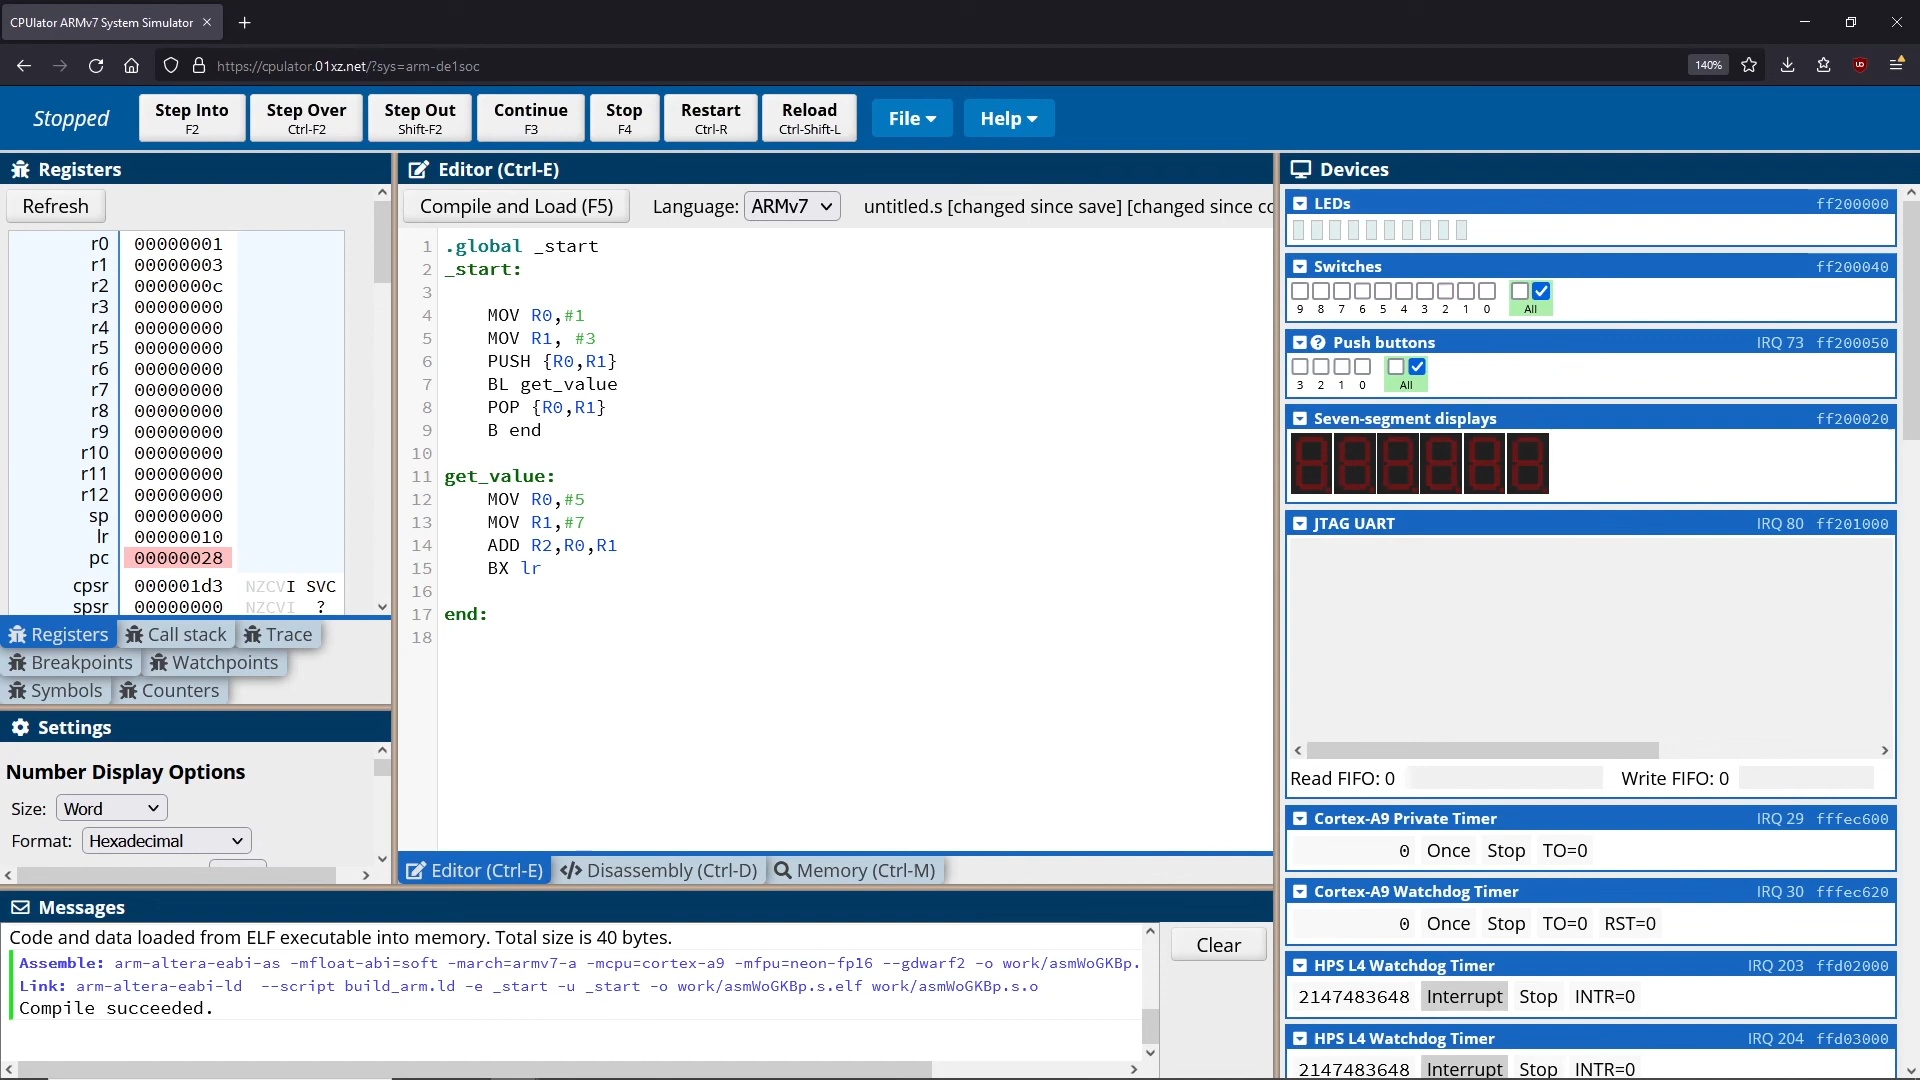 CPUlator ARMv7 System Simulator
https://cpulator.01xz.net/?sys=arm-de1soc
140%
Stopped
Step Into
F2
Step Over
Ctrl-F2
Step Out
Shift-F2
Continue
F3
Stop
F4
Restart
Ctrl-R
Reload
Ctrl-Shift-L
File
Help
Registers
Refresh
r0 00000001
r1 00000003
r2 0000000c
r3 00000000
r4 00000000
r5 00000000
r6 00000000
r7 00000000
r8 00000000
r9 00000000
r10 00000000
r11 00000000
r12 00000000
sp 00000000
lr 00000010
pc 00000028
cpsr 000001d3 NZCVI SVC
spsr 00000000 NZCVI ?
Registers Call stack Trace
Breakpoints Watchpoints
Symbols Counters
Settings
Number Display Options
Size: Word
Format: Hexadecimal
Editor (Ctrl-E)
Compile and Load (F5) Language: ARMv7 untitled.s [changed since save] [changed since co
1 .global _start
2 _start:
3
4 MOV R0,#1
5 MOV R1, #3
6 PUSH {R0,R1}
7 BL get_value
8 POP {R0,R1}
9 B end
10
11 get_value:
12 MOV R0,#5
13 MOV R1,#7
14 ADD R2,R0,R1
15 BX lr
16
17 end:
18
Editor (Ctrl-E) Disassembly (Ctrl-D) Memory (Ctrl-M)
Messages
Code and data loaded from ELF executable into memory. Total size is 40 bytes.
Assemble: arm-altera-eabi-as -mfloat-abi=soft -march=armv7-a -mcpu=cortex-a9 -mfpu=neon-fp16 --gdwarf2 -o work/asmWoGKBp.
Link: arm-altera-eabi-ld --script build_arm.ld -e _start -u _start -o work/asmWoGKBp.s.elf work/asmWoGKBp.s.o
Compile succeeded.
Clear
Devices
LEDs ff200000
Switches ff200040
9 8 7 6 5 4 3 2 1 0 All
Push buttons IRQ 73 ff200050
3 2 1 0 All
Seven-segment displays ff200020
JTAG UART IRQ 80 ff201000
Read FIFO: 0 Write FIFO: 0
Cortex-A9 Private Timer IRQ 29 fffec600
0 Once Stop TO=0
Cortex-A9 Watchdog Timer IRQ 30 fffec620
0 Once Stop TO=0 RST=0
HPS L4 Watchdog Timer IRQ 203 ffd02000
2147483648 Interrupt Stop INTR=0
HPS L4 Watchdog Timer IRQ 204 ffd03000
2147483648 Interrupt Stop INTR=0